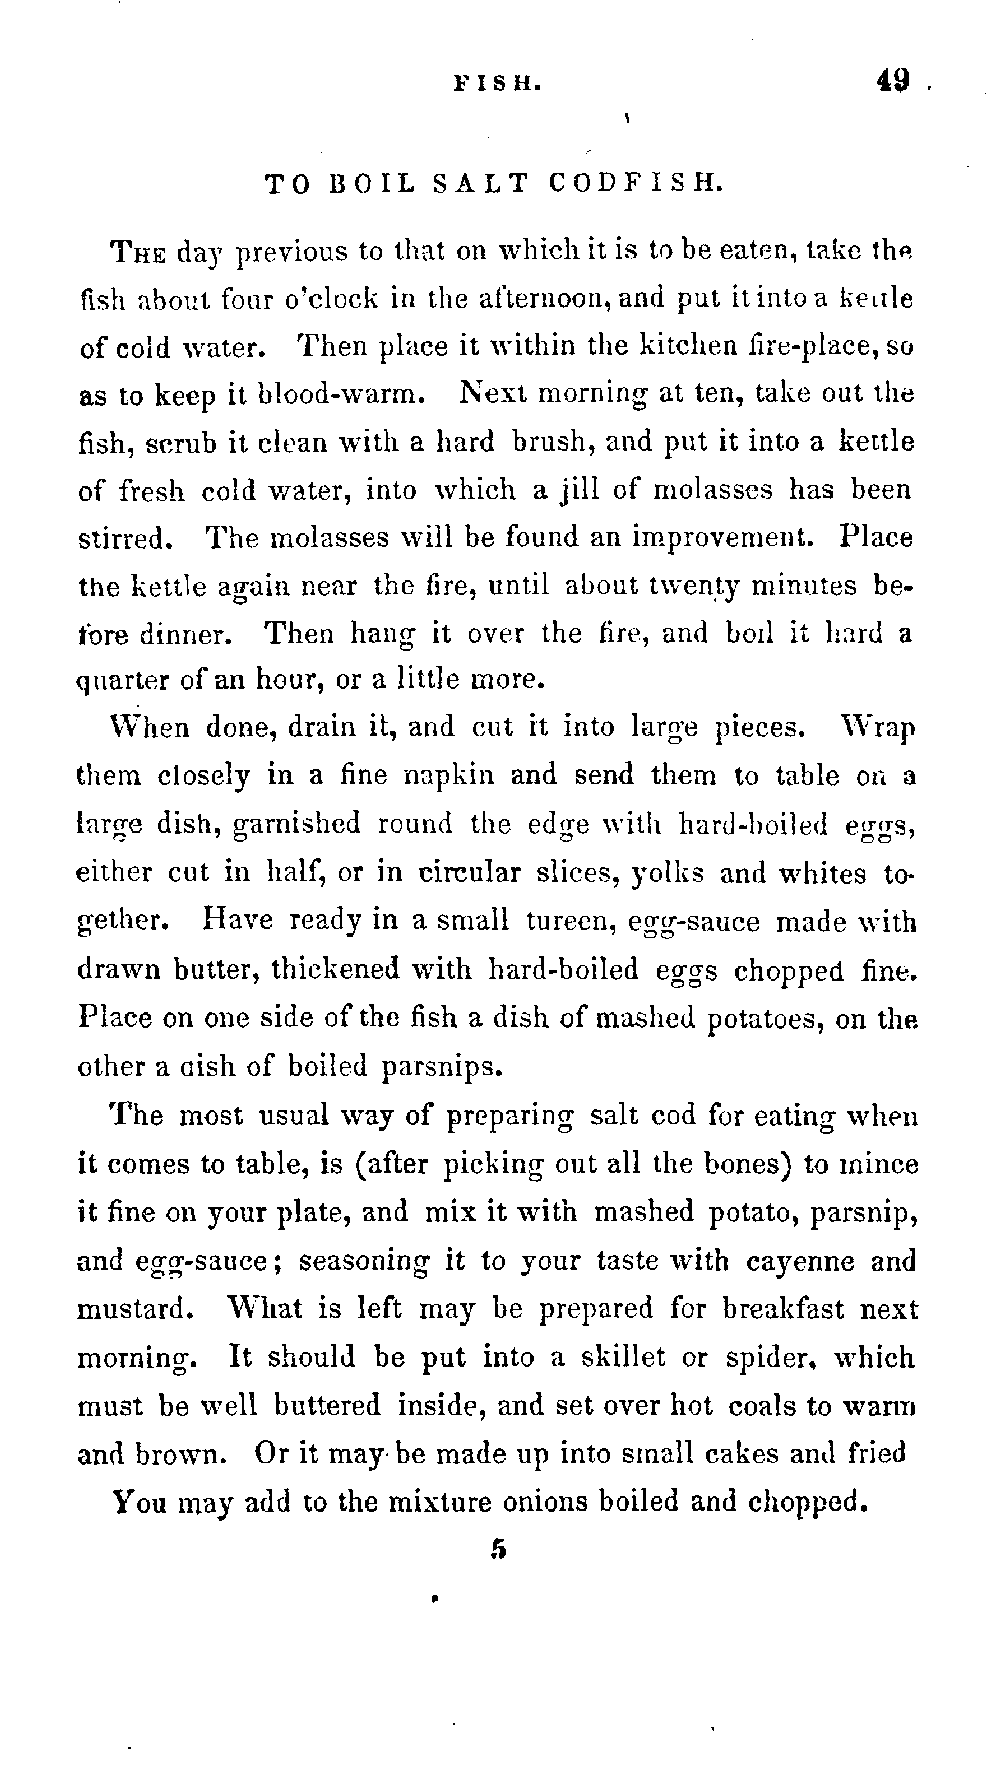 FISH. 49
TO BOIL SALT CODFISH.
THE day previous to that on which it is to be eaten, take the
fish about four o'clock in the afternoon, and put it into a kettle
of cold water. Then place it within the kitchen fire-place, so
as to keep it blood-warm. Next morning at ten, take out the
fish, scrub it clean with a hard brush, and put it into a kettle
of fresh cold water, into which a jill of molasses has been
stirred. The molasses will be found an improvement. Place
the kettle again near the fire, until about twenty minutes be-
fore dinner. Then hang it over the fire, and boil it hard a
quarter of an hour, or a little more.
When done, drain it, and cut it into large pieces. Wrap
them closely in a fine napkin and send them to table on a
large dish, garnished round the edge with hard-boiled eggs,
either cut in half, or in circular slices, yolks and whites to-
gether. Have ready in a small tureen, egg-sauce made with
drawn butter, thickened with hard-boiled eggs chopped fine.
Place on one side of the fish a dish of mashed potatoes, on the
other a dish of boiled parsnips.
The most usual way of preparing salt cod for eating when
it comes to table, is (after picking out all the bones) to mince
it fine on your plate, and mix it with mashed potato, parsnip,
and egg-sauce; seasoning it to your taste with cayenne and
mustard. What is left may be prepared for breakfast next
morning. It should be put into a skillet or spider, which
must be well buttered inside, and set over hot coals to warm
and brown. Or it may be made up into small cakes and fried
You may add to the mixture onions boiled and chopped.
5